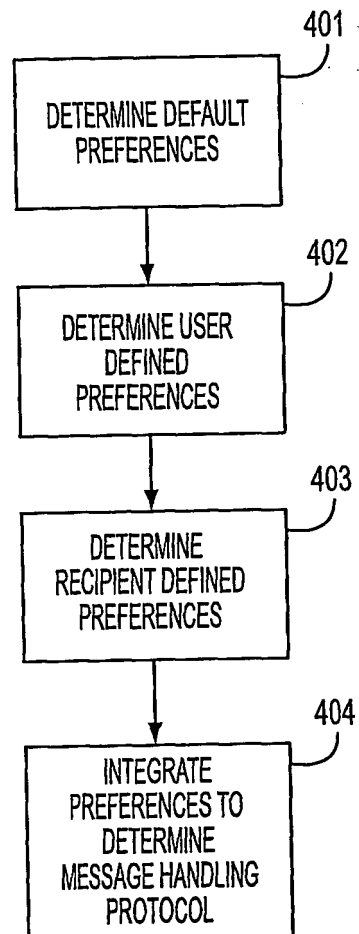 401
DETERMINE DEFAULT
PREFERENCES
402
DETERMINE USER
DEFINED
PREFERENCES
403
DETERMINE
RECIPIENT DEFINED
PREFERENCES
404
INTEGRATE
PREFERENCES TO
DETERMINE
MESSAGE HANDLING
PROTOCOL